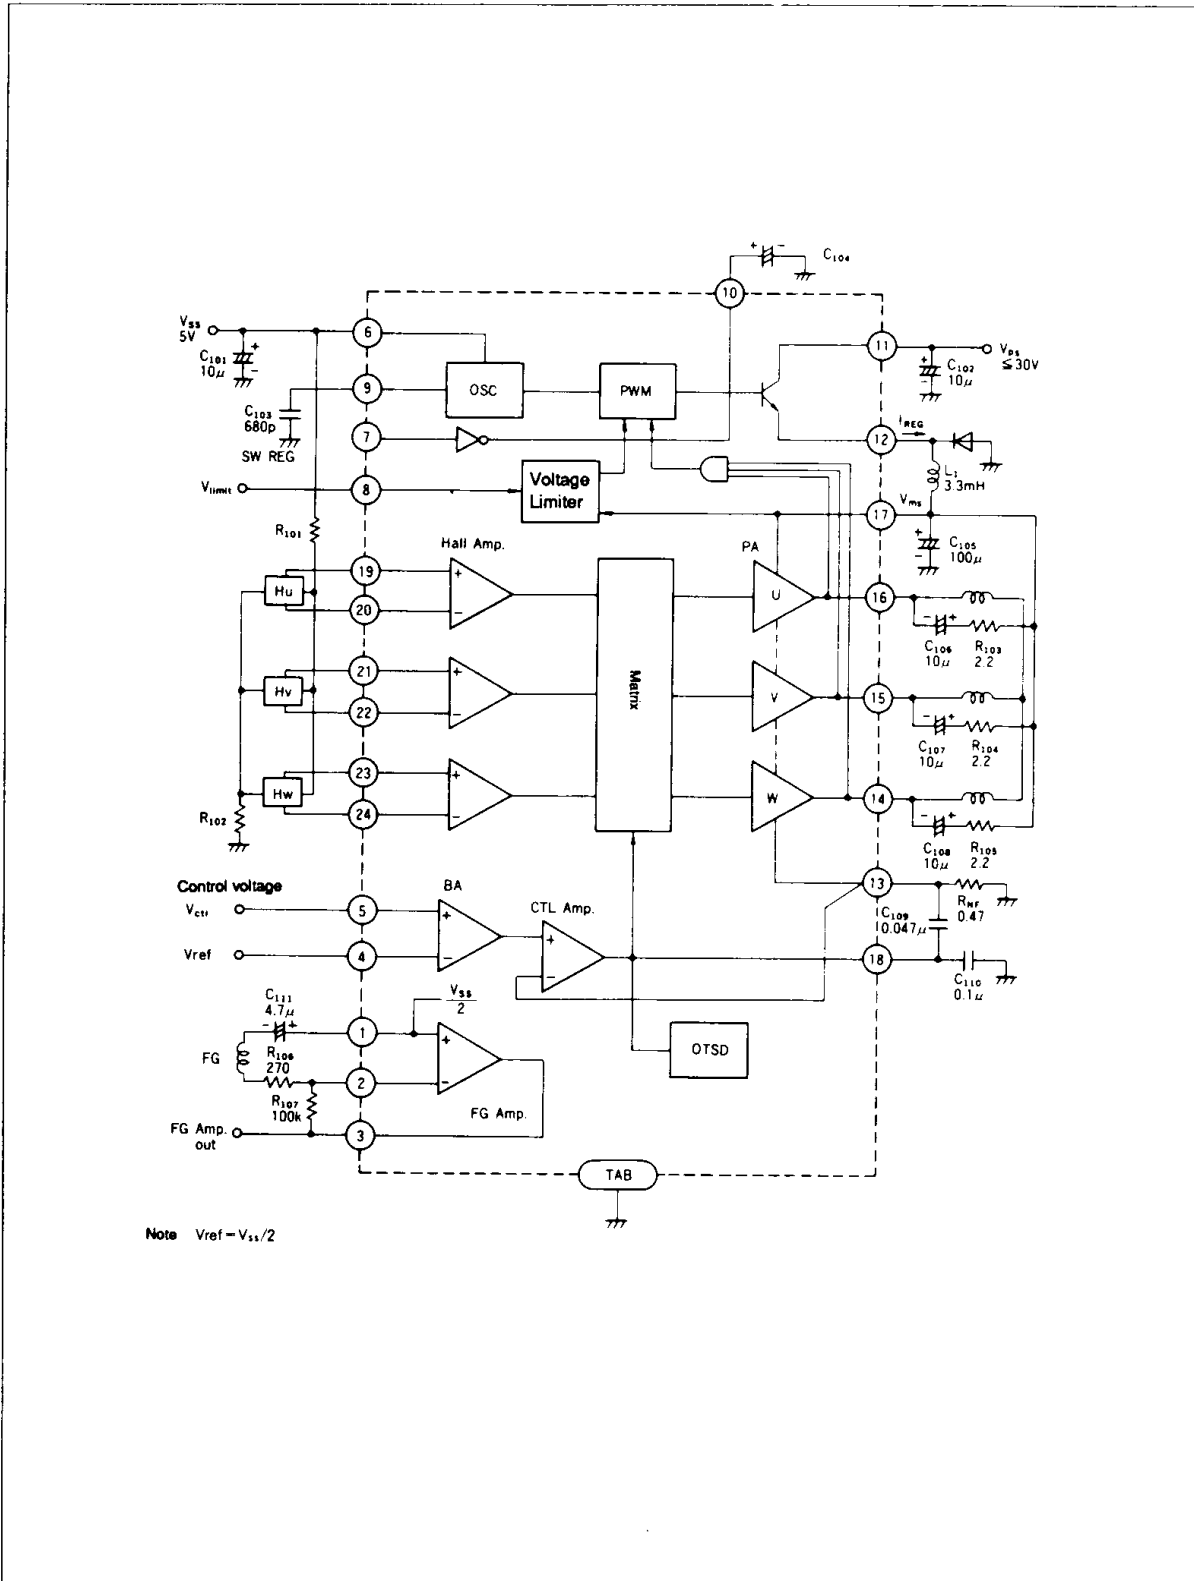 C104
10
VSS
5V
6
11
VPS
≦30V
C101
10μ
C102
10μ
9
OSC
PWM
C103
680p
SW REG
7
12
IREG
L1
3.3mH
Vlimit
8
Voltage
Limiter
17
Vms
R101
C105
100μ
Hall Amp.
PA
19
Hu
20
U
16
C106
10μ
R103
2.2
21
Hv
22
Matrix
V
15
C107
10μ
R104
2.2
23
Hw
24
W
14
R102
C108
10μ
R105
2.2
Control voltage
Vctl
5
BA
CTL Amp.
13
RNF
0.47
C109
0.047μ
Vref
4
18
C110
0.1μ
C111
4.7μ
1
VSS
2
FG
R106
270
2
OTSD
R107
100k
FG Amp.
FG Amp.
out
3
TAB
Note Vref=VSS/2